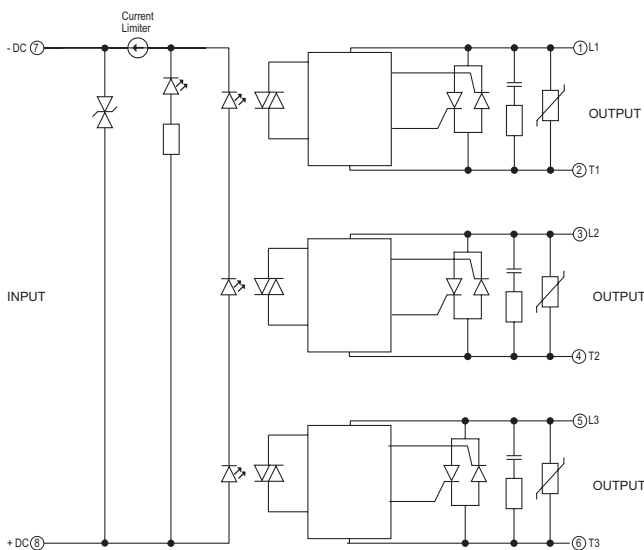 Current
Limiter
- DC 7
1 L1
OUTPUT
2 T1
3 L2
INPUT
OUTPUT
4 T2
5 L3
OUTPUT
+ DC 8
6 T3